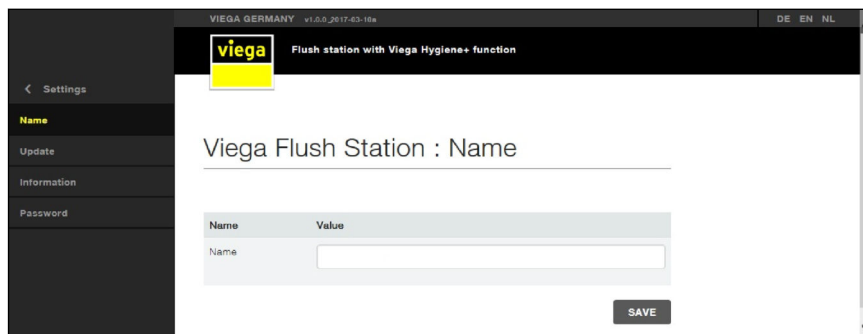 VIEGA GERMANY v1.0.0_2017-03-16a DE EN NL
viega
Flush station with Viega Hygiene+ function
< Settings
Name
Update
Information
Password
Viega Flush Station : Name
Name Value
Name
SAVE